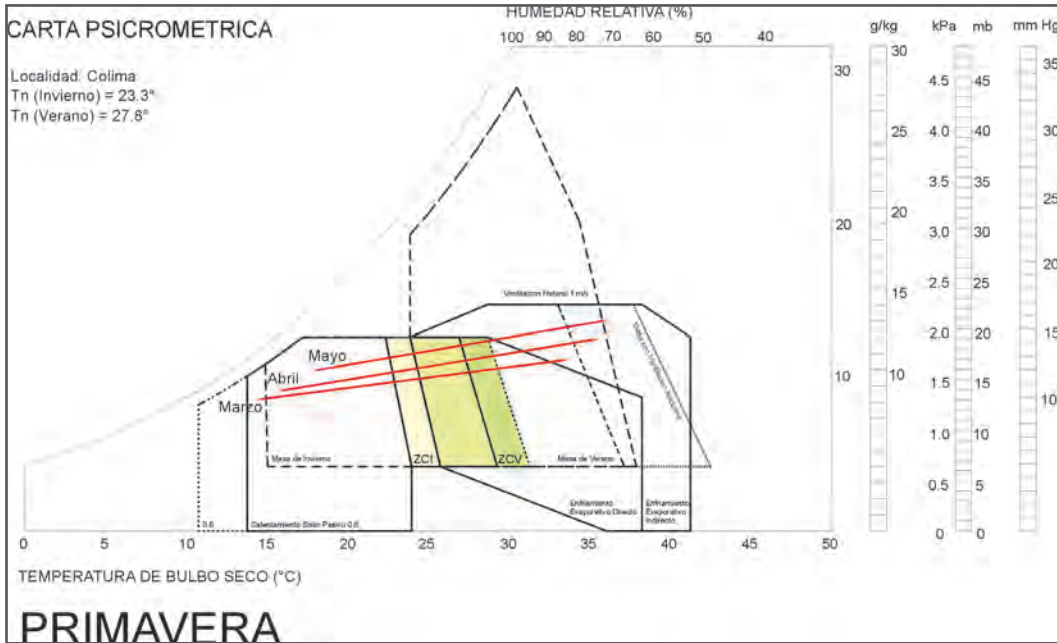 CARTA PSICROMETRICA
Localidad: Colima
Tn (Invierno) = 23.3°
Tn (Verano) = 27.8°
HUMEDAD RELATIVA (%)
100 90 80 70 60 50 40
g/kg kPa mb mm Hg
30
25
20
15
10
4.5
4.0
3.5
3.0
2.5
2.0
1.5
1.0
0.5
0
45
40
35
30
25
20
15
10
5
0
35
30
25
20
15
10
30
20
10
Ventilación Natural 1 m/s
Mayo
Abril
Marzo
Masa de Invierno
ZCI
ZCV
Masa de Verano
0.8
Calentamiento Solar Pasivo 0.6
Enfriamiento
Evaporativo Directo
Enfriamiento
Evaporativo
Indirecto
0 5 10 15 20 25 30 35 40 45 50
TEMPERATURA DE BULBO SECO (°C)
PRIMAVERA